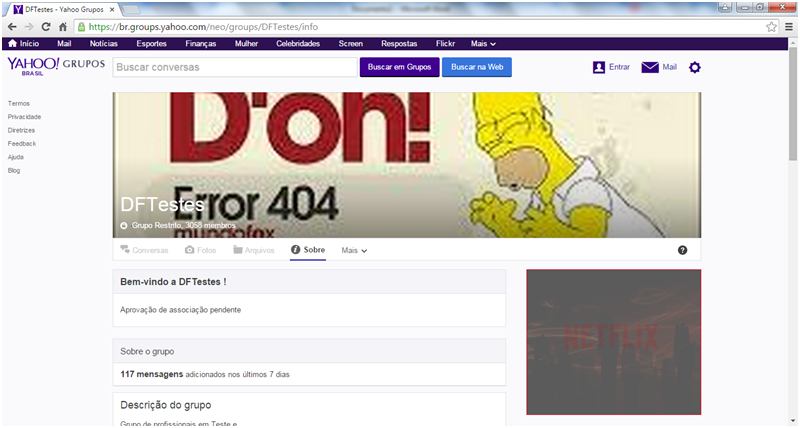 DFTestes - Yahoo Grupos
https://br.groups.yahoo.com/neo/groups/DFTestes/info
Início Mail Notícias Esportes Finanças Mulher Celebridades Screen Respostas Flickr Mais
YAHOO! GRUPOS
BRASIL
Buscar conversas
Buscar em Grupos
Buscar na Web
Entrar
Mail
Termos
Privacidade
Diretrizes
Feedback
Ajuda
Blog
D'oh!
Error 404
DFTestes
Grupo Restrito, 3058 membros
Conversas Fotos Arquivos Sobre Mais
Bem-vindo a DFTestes !
Aprovação de associação pendente
NETFLIX
Sobre o grupo
117 mensagens adicionados nos últimos 7 dias
Descrição do grupo
Grupo de profissionais em Teste e